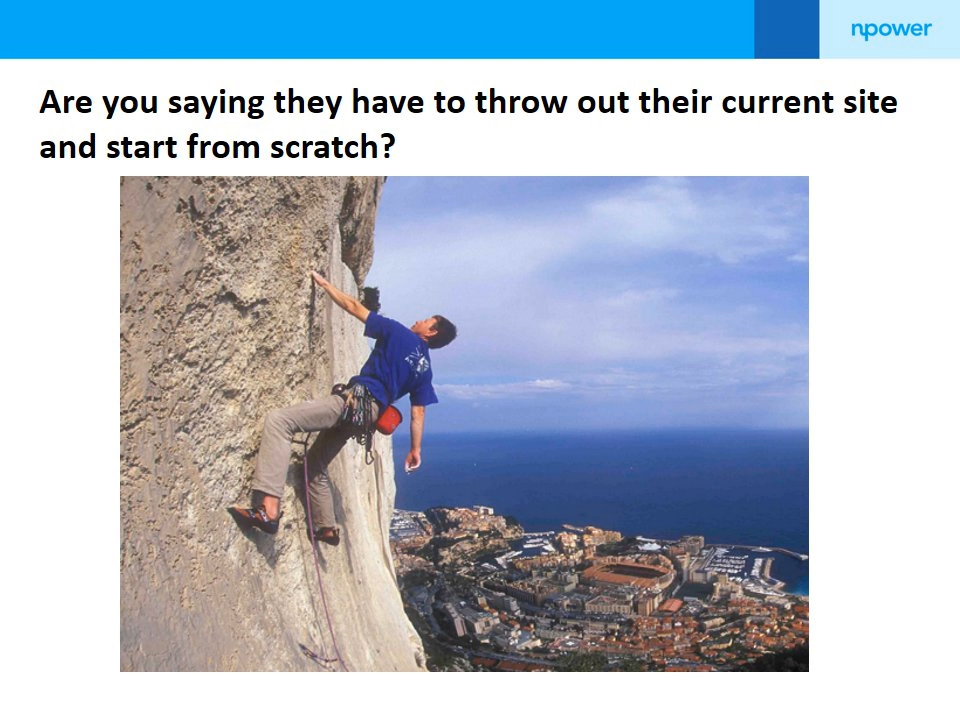 npower
Are you saying they have to throw out their current site
and start from scratch?